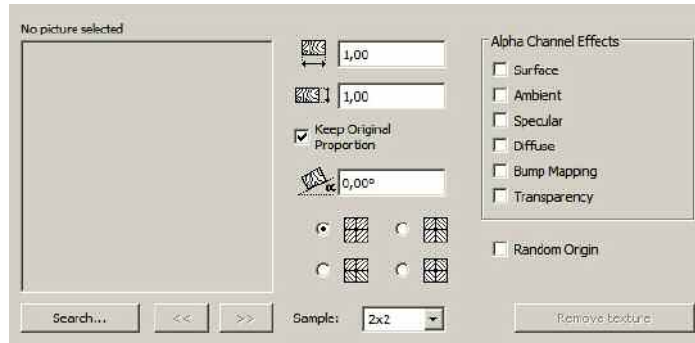 No picture selected
1,00
1,00
Keep Original
Proportion
0,00°
Alpha Channel Effects
Surface
Ambient
Specular
Diffuse
Bump Mapping
Transparency
Random Origin
Search...
<<
>>
Sample:
2x2
Remove texture